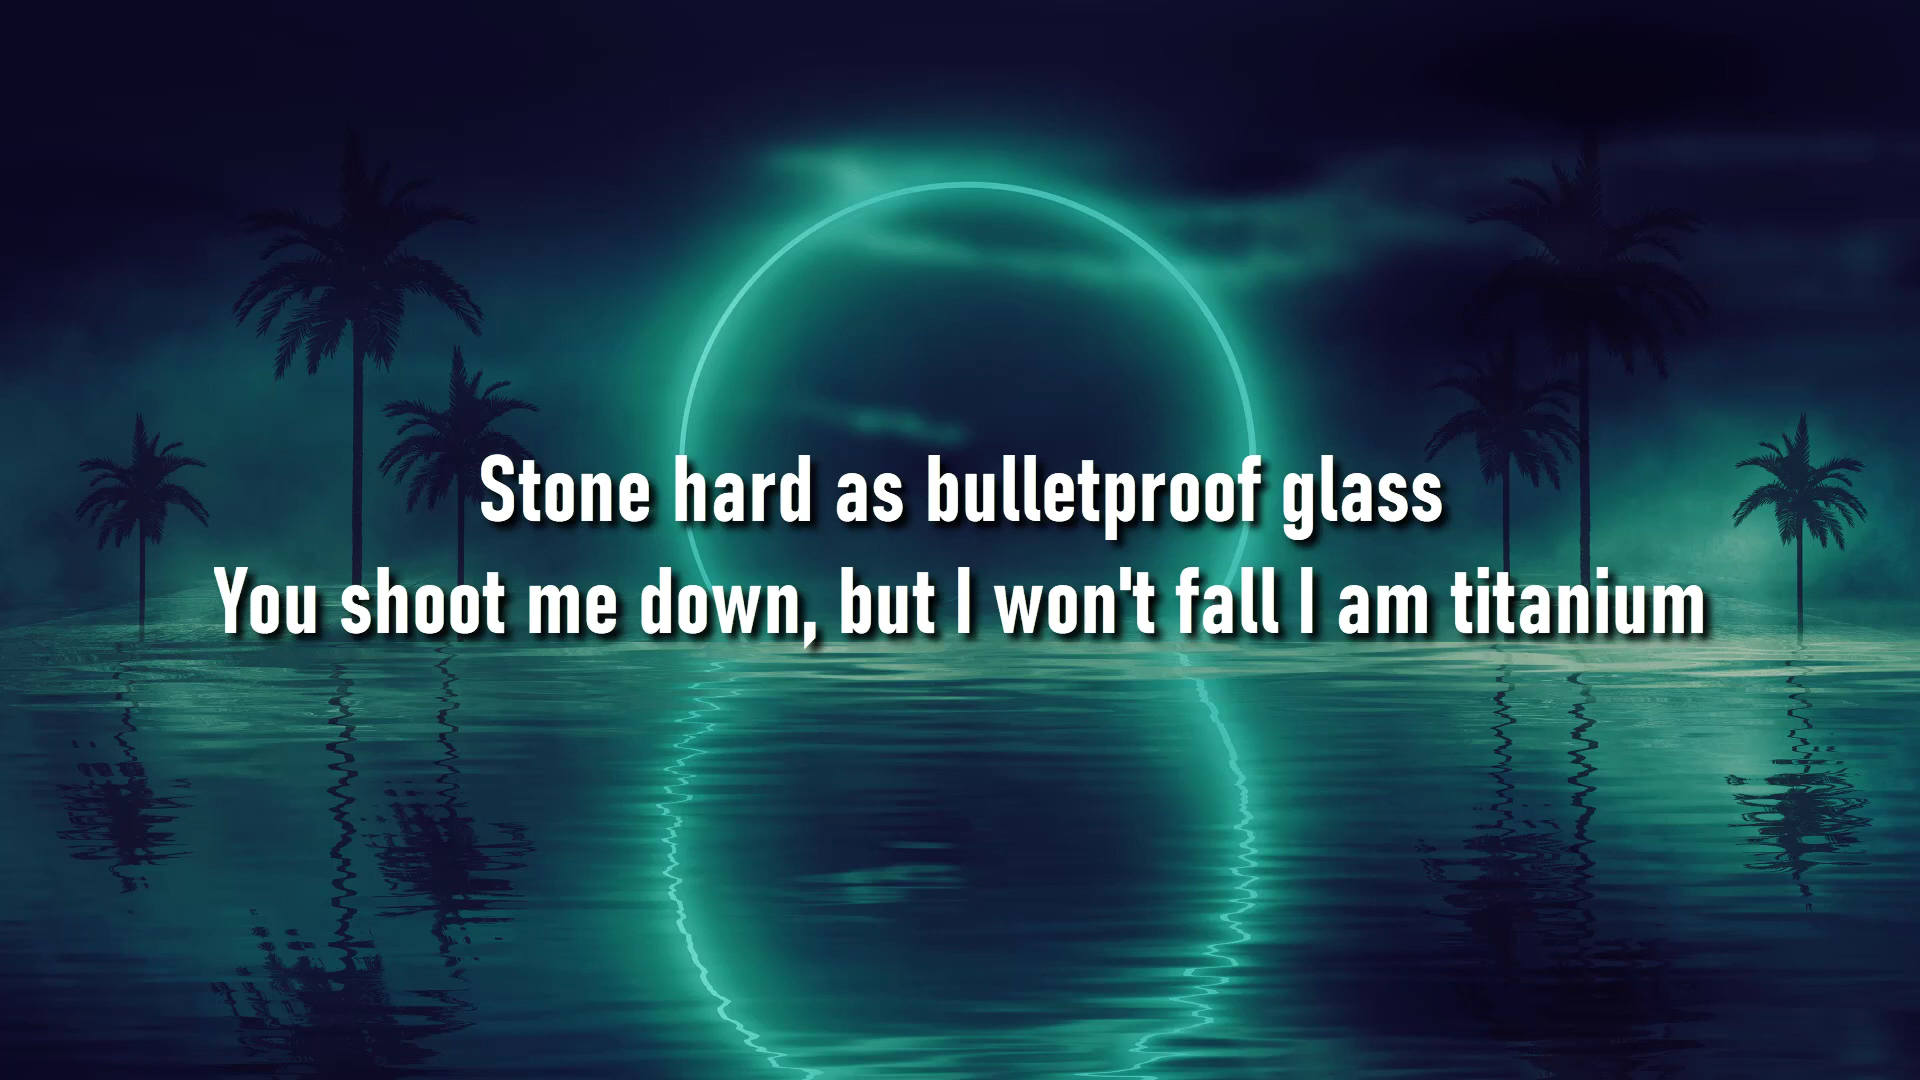 Stone hard as bulletproof glass
You shoot me down, but I won't fall I am titanium